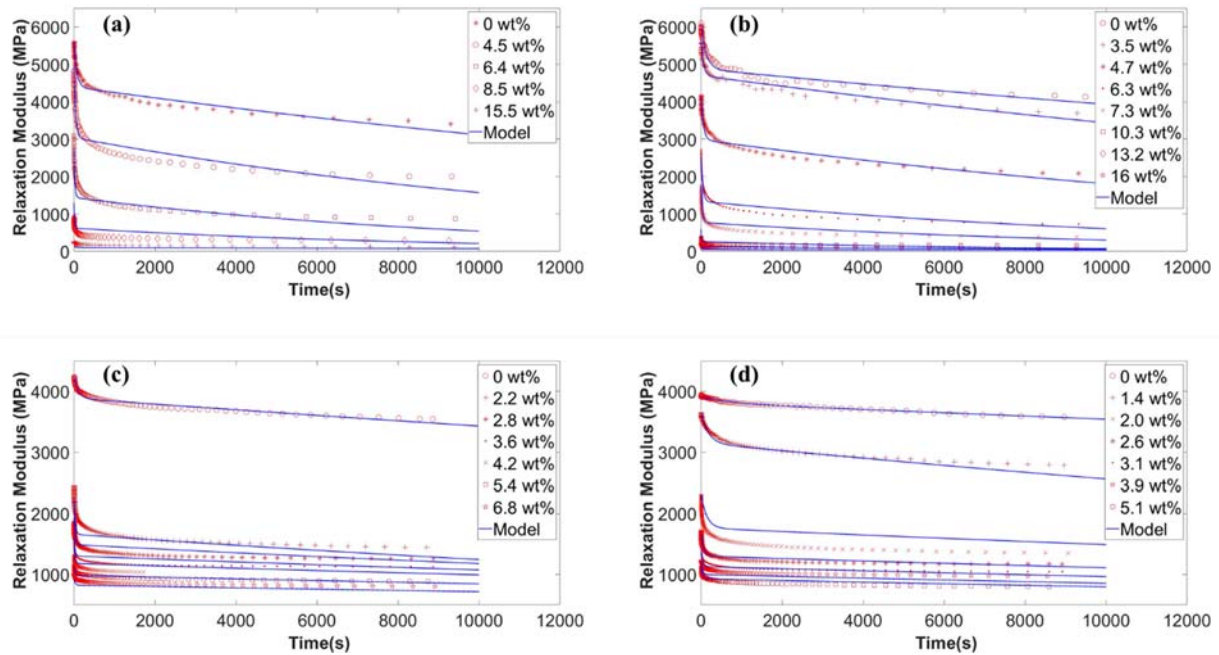 (a)
Relaxation Modulus (MPa)
6000
5000
4000
3000
2000
1000
0
0 2000 4000 6000 8000 10000 12000
Time(s)
0 wt%
4.5 wt%
6.4 wt%
8.5 wt%
15.5 wt%
Model
(b)
Relaxation Modulus (MPa)
6000
5000
4000
3000
2000
1000
0
0 2000 4000 6000 8000 10000 12000
Time(s)
0 wt%
3.5 wt%
4.7 wt%
6.3 wt%
7.3 wt%
10.3 wt%
13.2 wt%
16 wt%
Model
(c)
Relaxation Modulus (MPa)
4000
3000
2000
1000
0 2000 4000 6000 8000 10000 12000
Time(s)
0 wt%
2.2 wt%
2.8 wt%
3.6 wt%
4.2 wt%
5.4 wt%
6.8 wt%
Model
(d)
Relaxation Modulus (MPa)
4000
3000
2000
1000
0 2000 4000 6000 8000 10000 12000
Time(s)
0 wt%
1.4 wt%
2.0 wt%
2.6 wt%
3.1 wt%
3.9 wt%
5.1 wt%
Model